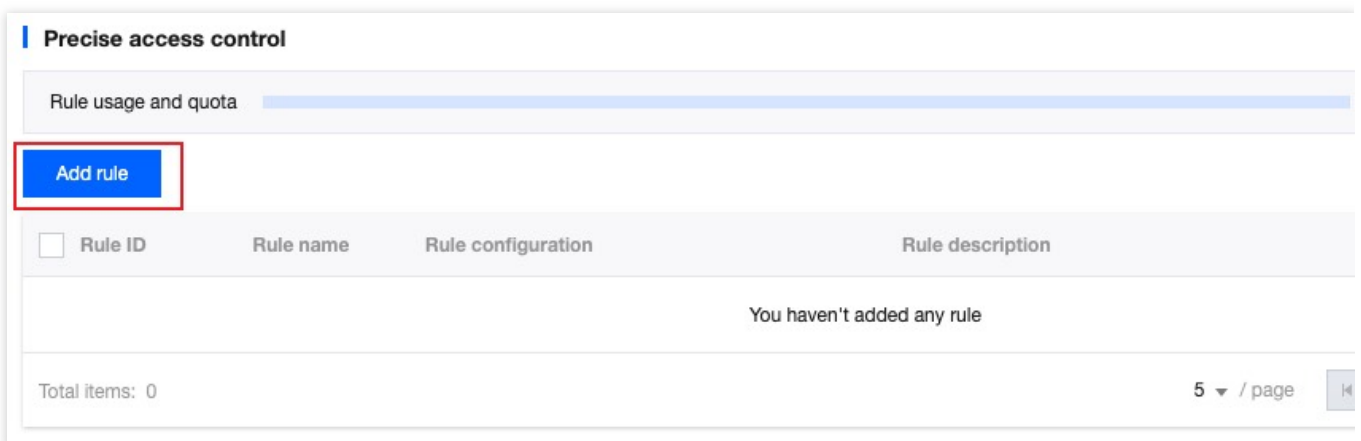 Precise access control
Rule usage and quota
Add rule
Rule ID Rule name Rule configuration Rule description
You haven't added any rule
Total items: 0 5 / page